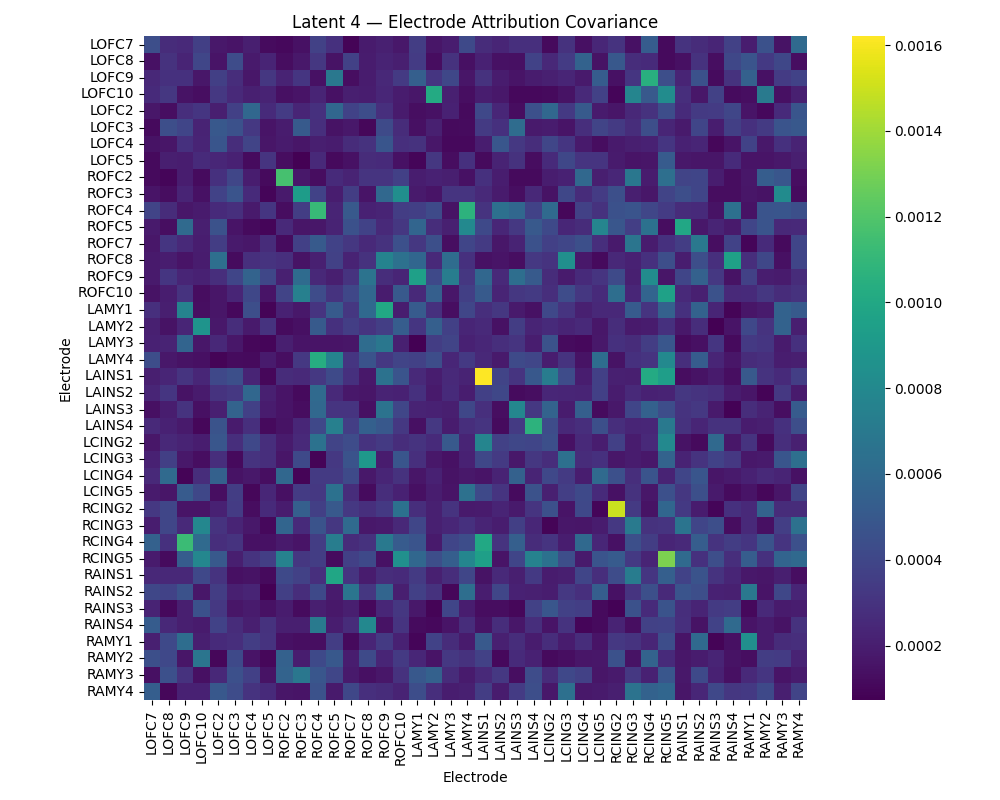 Latent 4 — Electrode Attribution Covariance
Electrode
LOFC7
LOFC8
LOFC9
LOFC10
LOFC2
LOFC3
LOFC4
LOFC5
ROFC2
ROFC3
ROFC4
ROFC5
ROFC7
ROFC8
ROFC9
ROFC10
LAMY1
LAMY2
LAMY3
LAMY4
LAINS1
LAINS2
LAINS3
LAINS4
LCING2
LCING3
LCING4
LCING5
RCING2
RCING3
RCING4
RCING5
RAINS1
RAINS2
RAINS3
RAINS4
RAMY1
RAMY2
RAMY3
RAMY4
LOFC7
LOFC8
LOFC9
LOFC10
LOFC2
LOFC3
LOFC4
LOFC5
ROFC2
ROFC3
ROFC4
ROFC5
ROFC7
ROFC8
ROFC9
ROFC10
LAMY1
LAMY2
LAMY3
LAMY4
LAINS1
LAINS2
LAINS3
LAINS4
LCING2
LCING3
LCING4
LCING5
RCING2
RCING3
RCING4
RCING5
RAINS1
RAINS2
RAINS3
RAINS4
RAMY1
RAMY2
RAMY3
RAMY4
Electrode
0.0016
0.0014
0.0012
0.0010
0.0008
0.0006
0.0004
0.0002